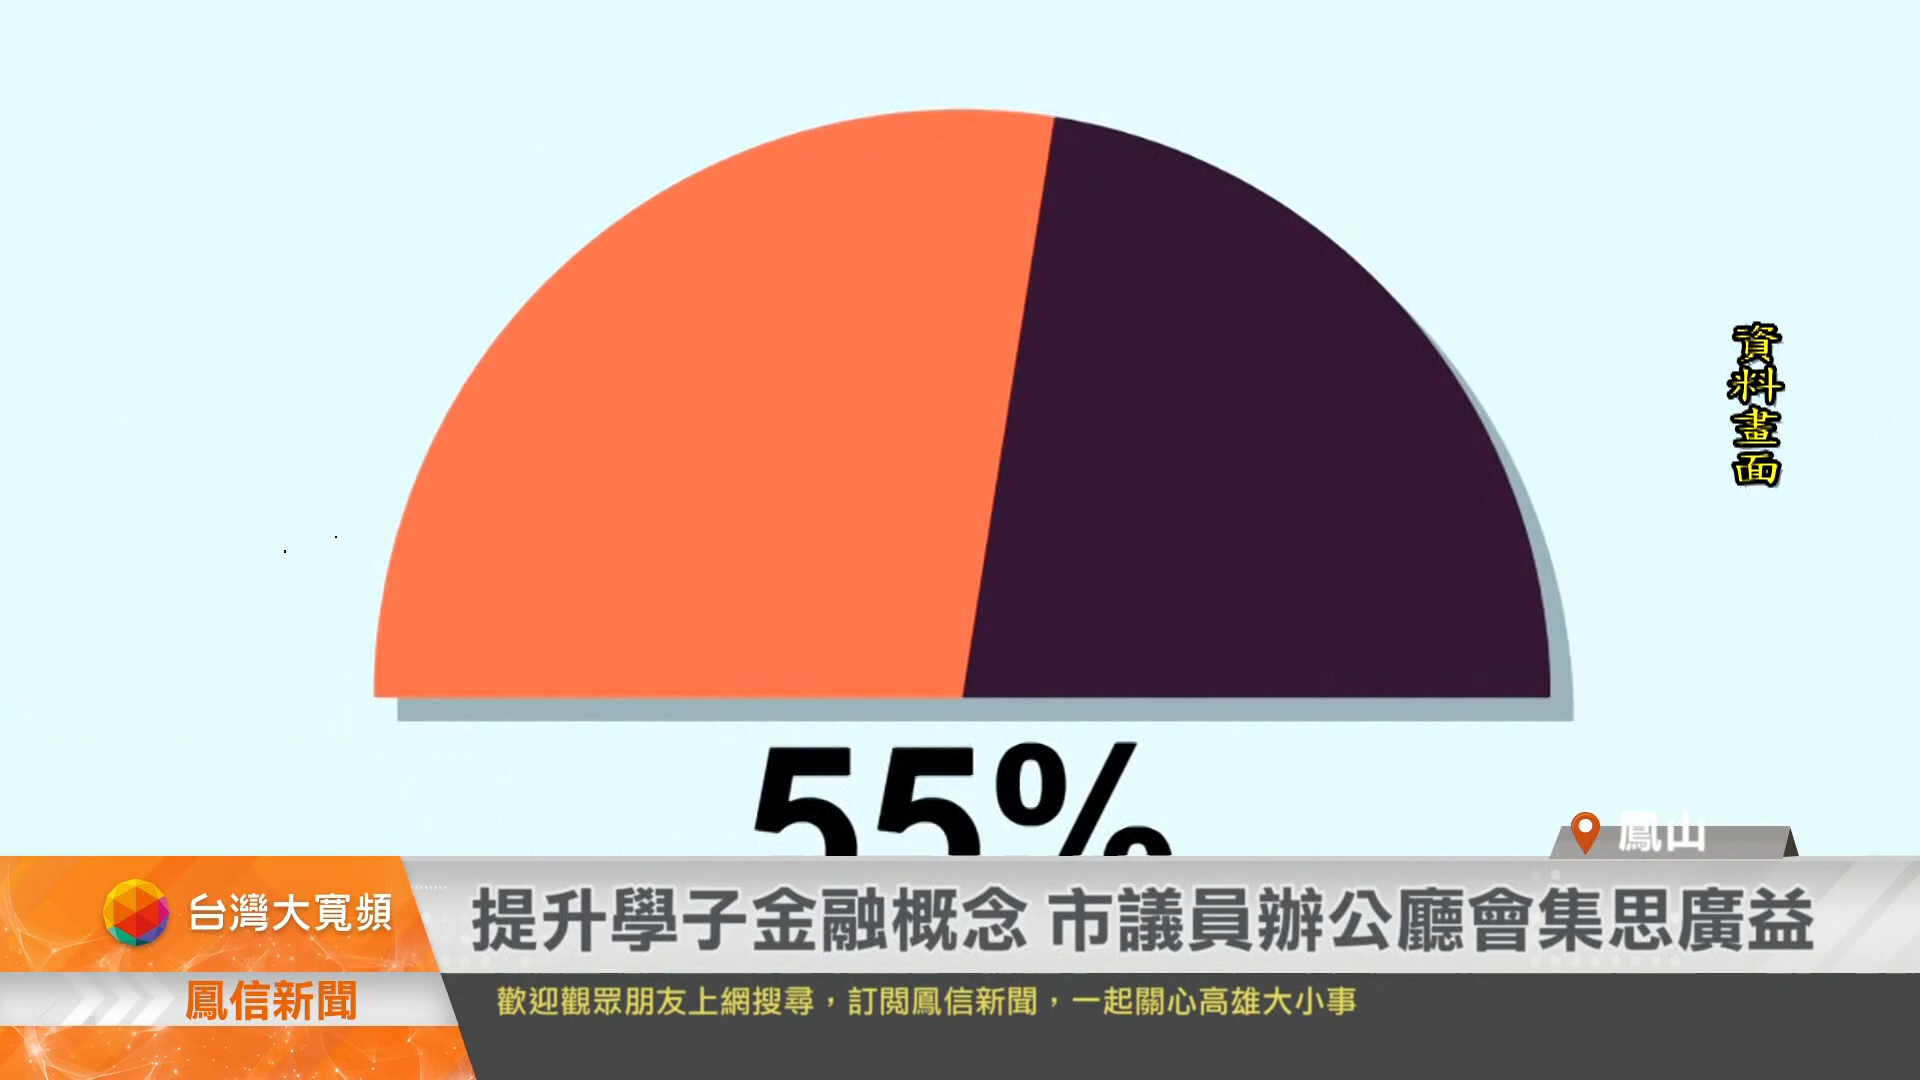 資料畫面
55%
鳳山
台灣大寬頻
提升學子金融概念 市議員辦公廳會集思廣益
鳳信新聞
歡迎觀眾朋友上網搜尋，訂閱鳳信新聞，一起關心高雄大小事